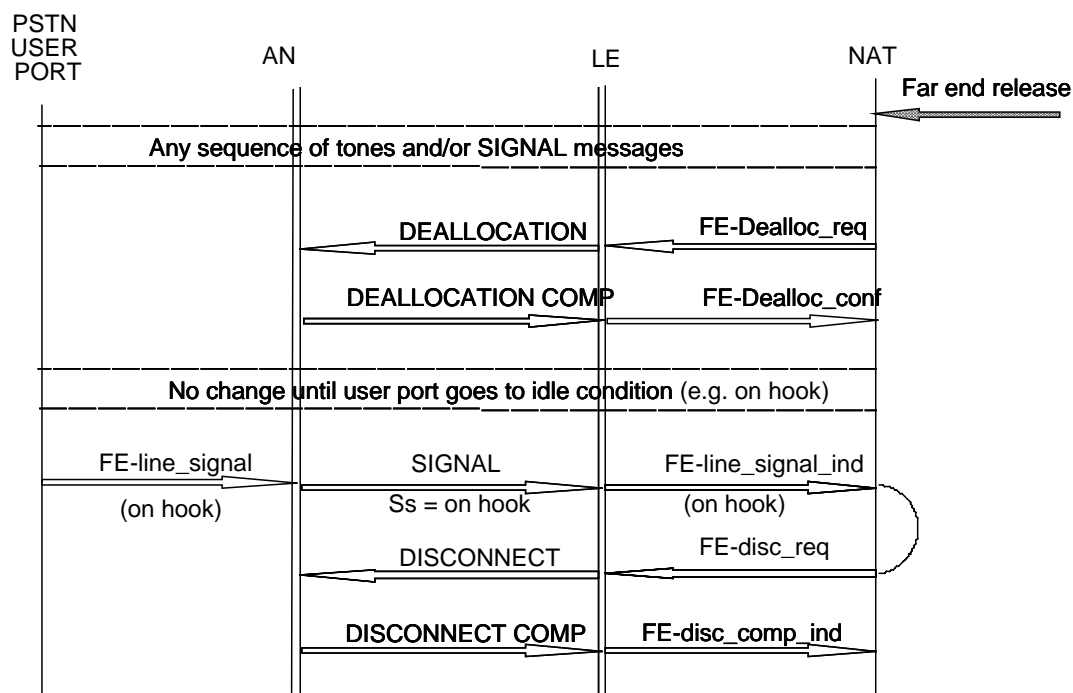 PSTN
USER
PORT
AN
LE
NAT
Far end release
Any sequence of tones and/or SIGNAL messages
DEALLOCATION
FE-Dealloc_req
DEALLOCATION COMP
FE-Dealloc_conf
No change until user port goes to idle condition (e.g. on hook)
FE-line_signal
SIGNAL
FE-line_signal_ind
(on hook)
Ss = on hook
(on hook)
DISCONNECT
FE-disc_req
DISCONNECT COMP
FE-disc_comp_ind